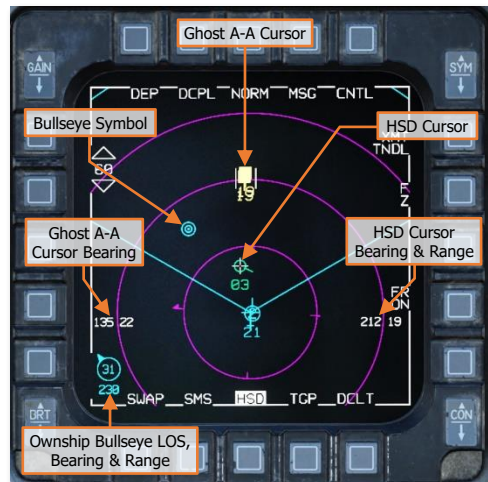 Ghost A-A Cursor
GAIN
SYM
DEP DCPL NORM MSG CNTL
Bullseye Symbol
HSD Cursor
XMT
TNDL
60
19
F
Z
Ghost A-A
Cursor Bearing
HSD Cursor
Bearing & Range
03
FR
ON
135 22
212 19
21
31
230
SWAP SMS HSD TGP DCLT
BRT
CON
Ownship Bullseye LOS,
Bearing & Range